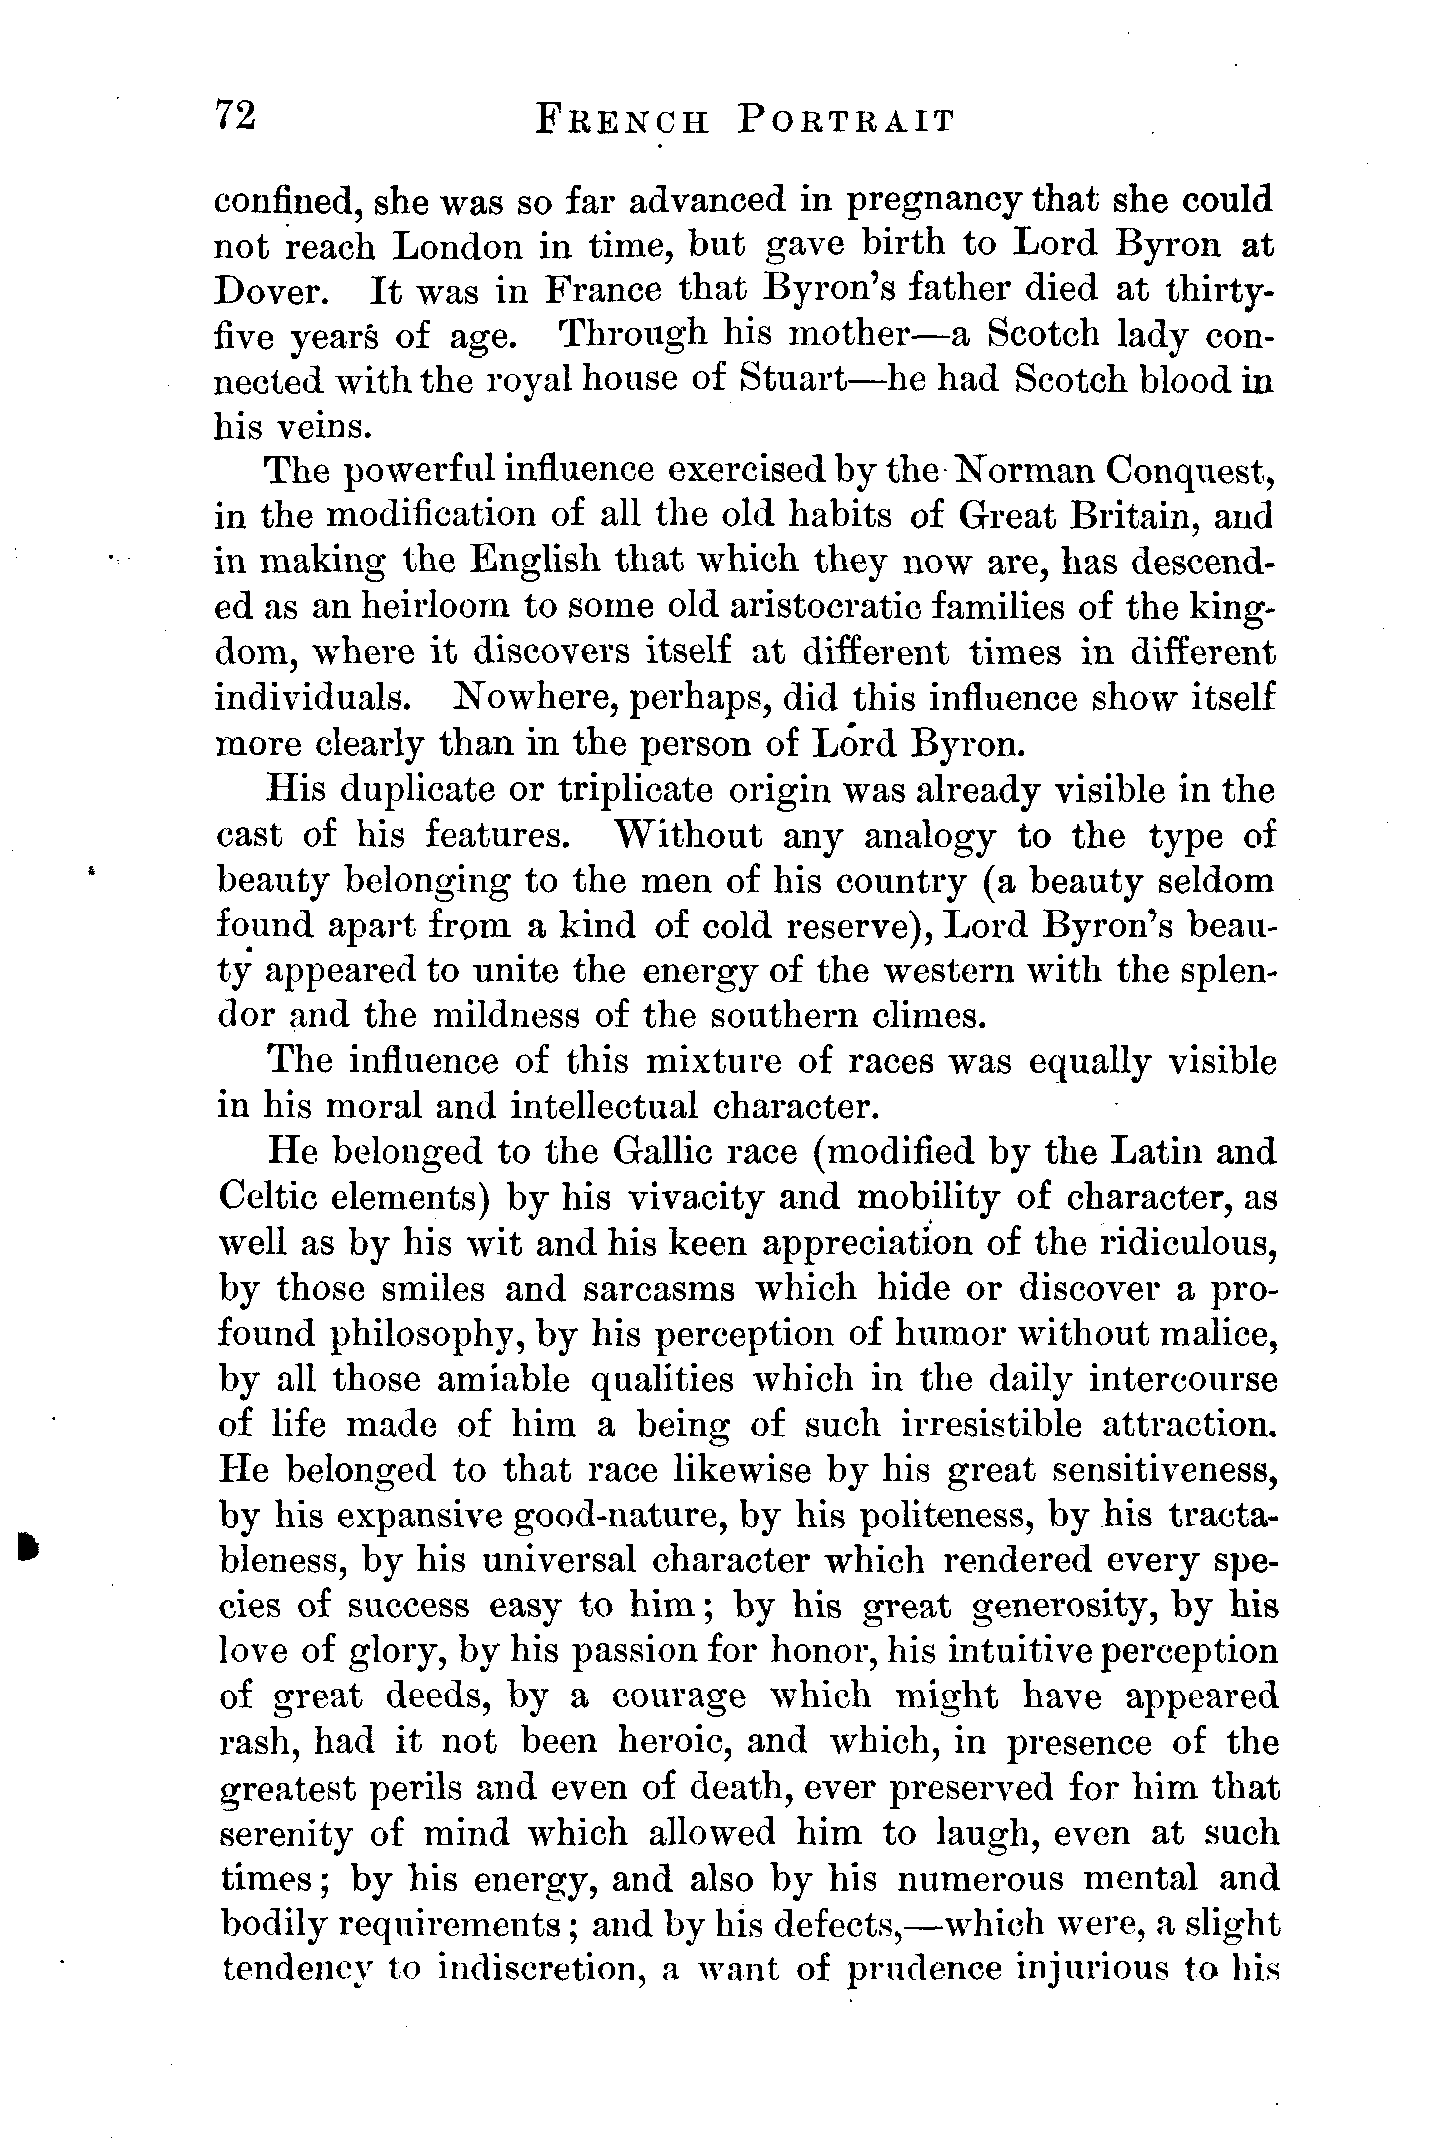 72 FRENCH PORTRAIT
confined, she was so far advanced in pregnancy that she could
not reach London in time, but gave birth to Lord Byron at
Dover. It was in France that Byron's father died at thirty-
five years of age. Through his mother—a Scotch lady con-
nected with the royal house of Stuart—he had Scotch blood in
his veins.
The powerful influence exercised by the Norman Conquest,
in the modification of all the old habits of Great Britain, and
in making the English that which they now are, has descend-
ed as an heirloom to some old aristocratic families of the king-
dom, where it discovers itself at different times in different
individuals. Nowhere, perhaps, did this influence show itself
more clearly than in the person of Lord Byron.
His duplicate or triplicate origin was already visible in the
cast of his features. Without any analogy to the type of
beauty belonging to the men of his country (a beauty seldom
found apart from a kind of cold reserve), Lord Byron's beau-
ty appeared to unite the energy of the western with the splen-
dor and the mildness of the southern climes.
The influence of this mixture of races was equally visible
in his moral and intellectual character.
He belonged to the Gallic race (modified by the Latin and
Celtic elements) by his vivacity and mobility of character, as
well as by his wit and his keen appreciation of the ridiculous,
by those smiles and sarcasms which hide or discover a pro-
found philosophy, by his perception of humor without malice,
by all those amiable qualities which in the daily intercourse
of life made of him a being of such irresistible attraction.
He belonged to that race likewise by his great sensitiveness,
by his expansive good-nature, by his politeness, by his tracta-
bleness, by his universal character which rendered every spe-
cies of success easy to him; by his great generosity, by his
love of glory, by his passion for honor, his intuitive perception
of great deeds, by a courage which might have appeared
rash, had it not been heroic, and which, in presence of the
greatest perils and even of death, ever preserved for him that
serenity of mind which allowed him to laugh, even at such
times; by his energy, and also by his numerous mental and
bodily requirements; and by his defects,—which were, a slight
tendency to indiscretion, a want of prudence injurious to his